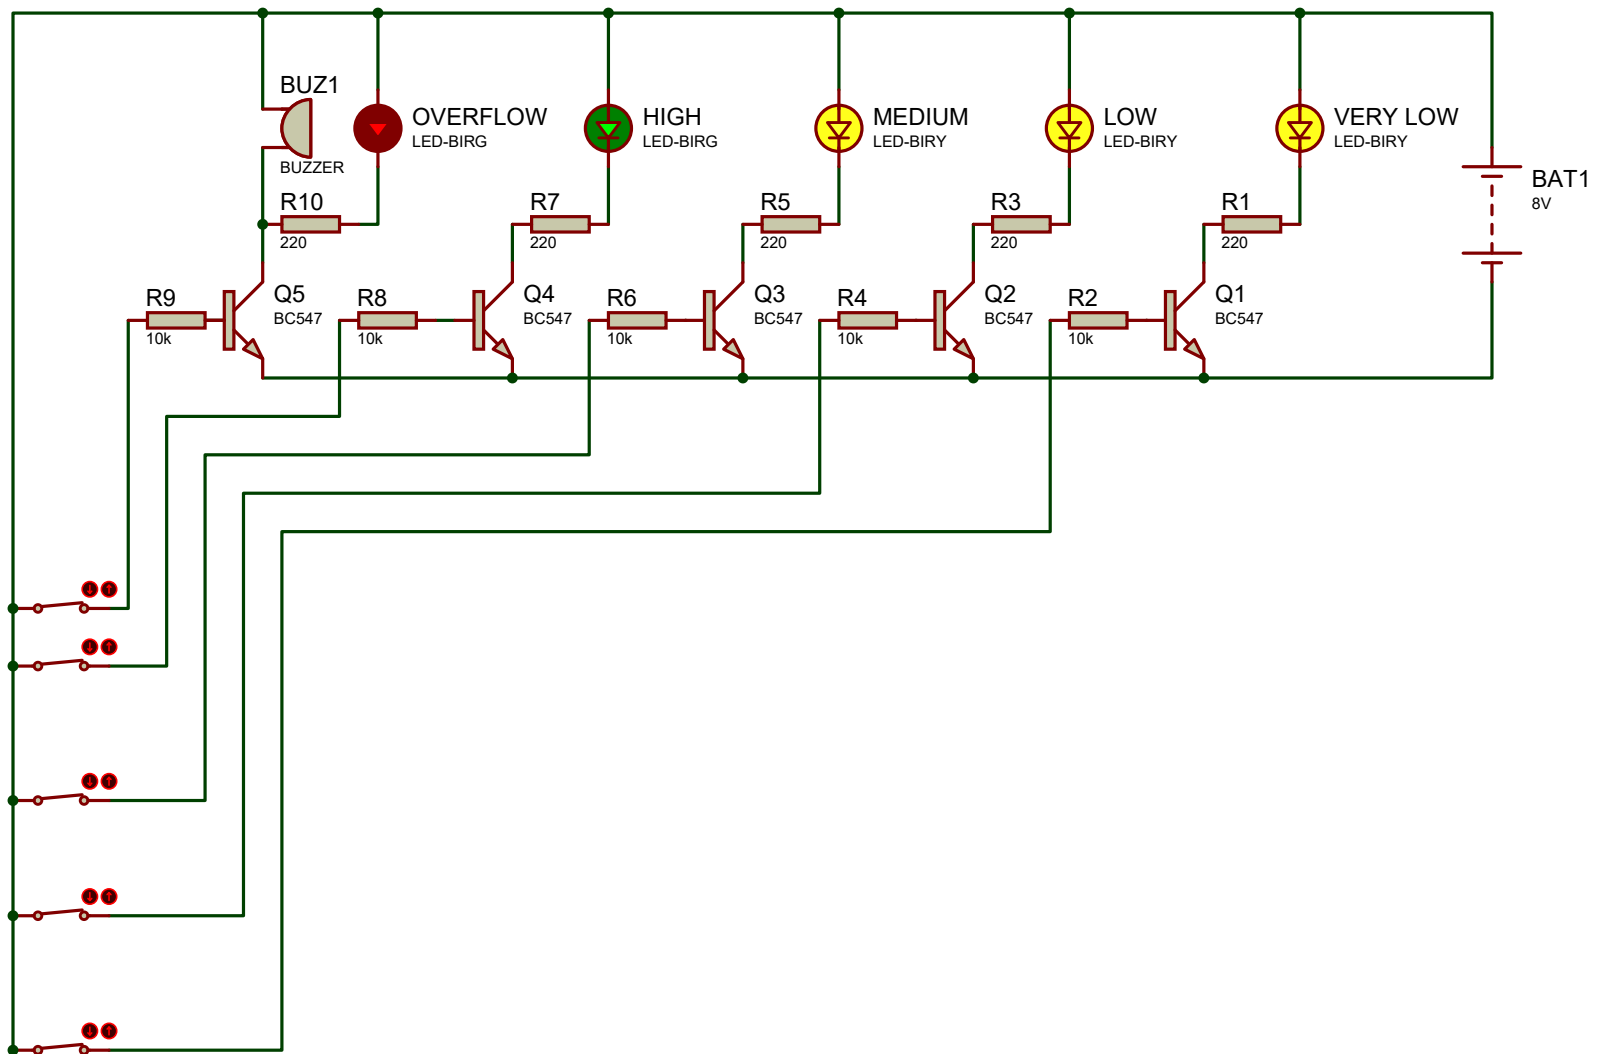 BUZ1
BUZZER
OVERFLOW
LED-BIRG
HIGH
LED-BIRG
MEDIUM
LED-BIRY
LOW
LED-BIRY
VERY LOW
LED-BIRY
BAT1
8V
R10
220
R7
220
R5
220
R3
220
R1
220
R9
10k
Q5
BC547
R8
10k
Q4
BC547
R6
10k
Q3
BC547
R4
10k
Q2
BC547
R2
10k
Q1
BC547